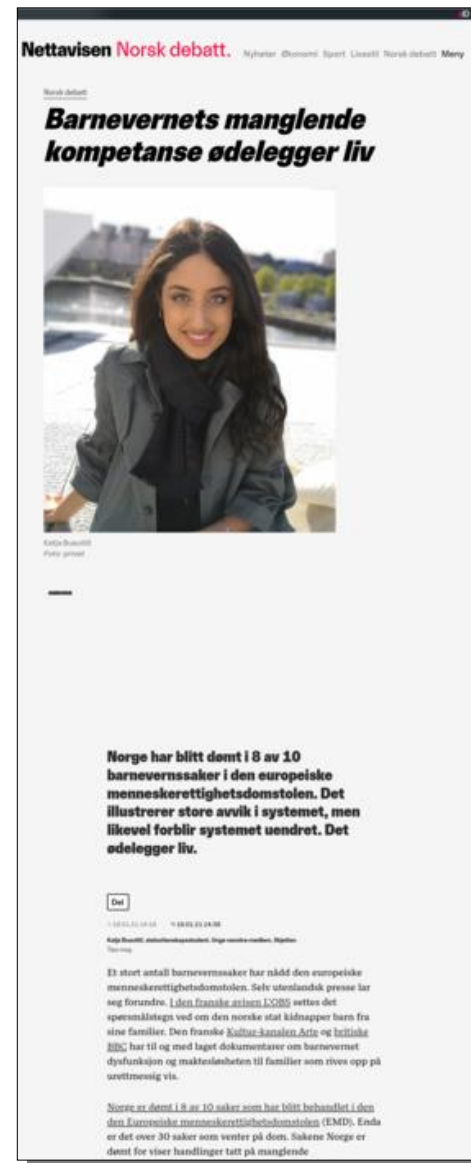 Nettavisen Norsk debatt.
Nyheter Økonomi Sport Livsstil Norsk debatt Meny
Norsk debatt
Barnevernets manglende
kompetanse ødelegger liv
Foto: privat
Norge har blitt dømt i 8 av 10
barnevernssaker i den europeiske
menneskerettighetsdomstolen. Det
illustrerer store avvik i systemet, men
likevel forblir systemet uendret. Det
ødelegger liv.
Del
Et stort antall barnevernssaker har nådd den europeiske
menneskerettighetsdomstolen. Selv utenlandsk presse lar
seg forundre. I den franske avisen L'OBS settes det
spørsmålstegn ved om den norske stat kidnapper barn fra
sine familier. Den franske Kultur-kanalen Arte og britiske
BBC har til og med laget dokumentarer om barnevernet
dysfunksjon og maktesløsheten til familier som rives opp på
urettmessig vis.
Norge er dømt i 8 av 10 saker som har blitt behandlet i den
den Europeiske menneskerettighetsdomstolen (EMD). Enda
er det over 30 saker som venter på dom. Sakene Norge er
dømt for viser handlinger tatt på manglende